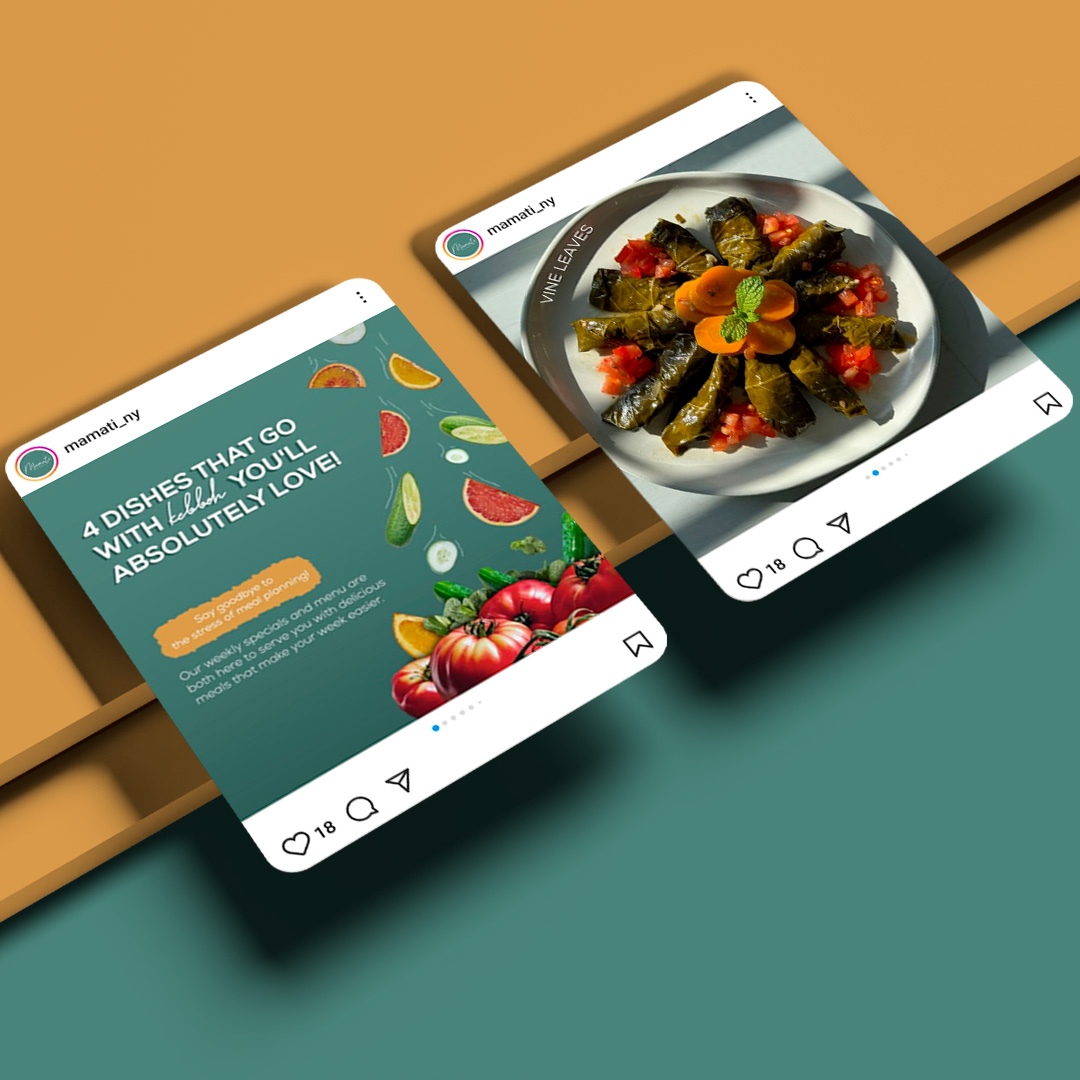 mamati_ny
4 DISHES THAT GO
WITH kebbeh YOU'LL
ABSOLUTELY LOVE!
Say goodbye to
the stress of meal planning!
Our weekly specials and menu are
both here to serve you with delicious
meals that make your week easier.
18
mamati_ny
VINE LEAVES
18